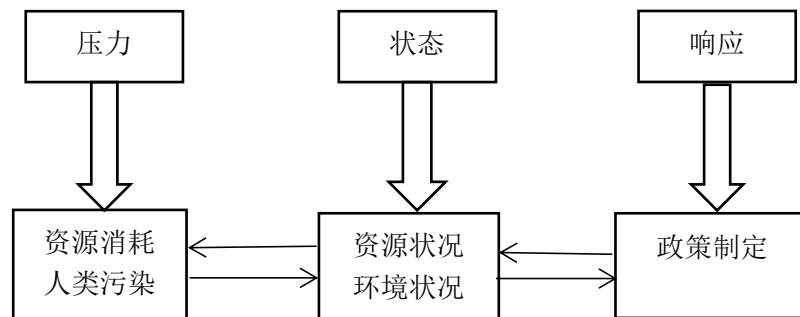 压力
状态
响应
资源消耗
人类污染
资源状况
环境状况
政策制定